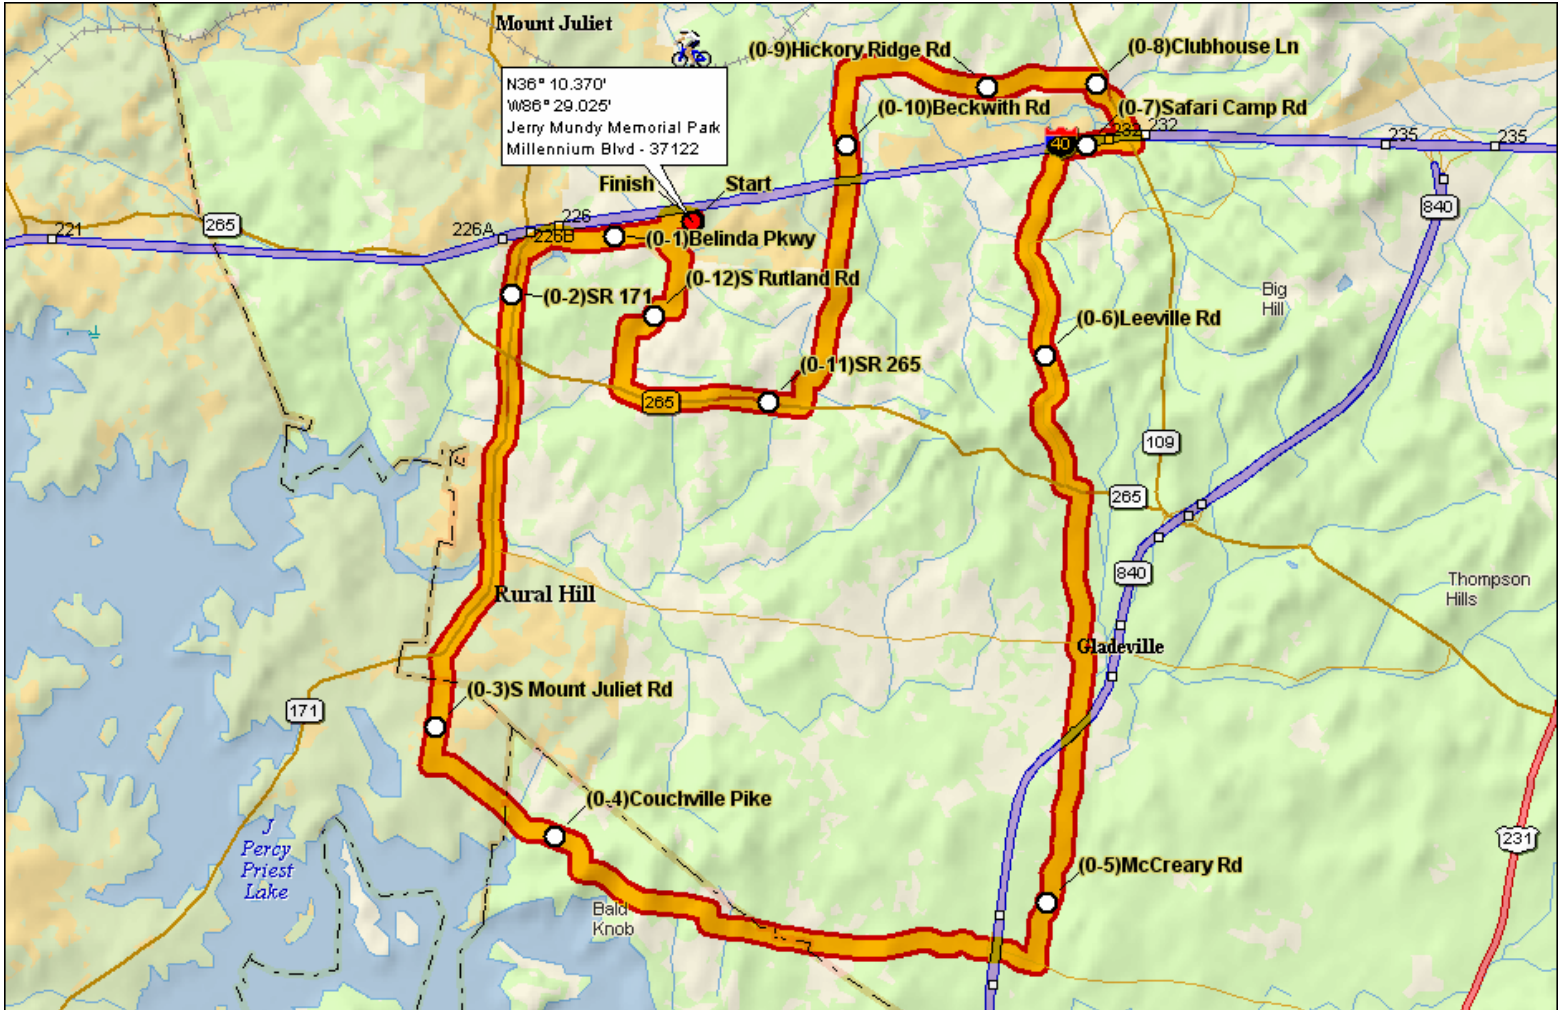 Mount Juliet
(0-9)Hickory Ridge Rd
(0-8)Clubhouse Ln
N36° 10.370'
W86° 29.025'
Jerry Mundy Memorial Park
Millennium Blvd - 37122
(0-10)Beckwith Rd
(0-7)Safari Camp Rd
232
232
235
235
40
Finish
Start
840
265
221
226A
226
226B
(0-1)Belinda Pkwy
(0-12)S Rutland Rd
(0-2)SR 171
Big
Hill
(0-6)Leeville Rd
(0-11)SR 265
265
109
265
840
Thompson
Hills
Rural Hill
Gladeville
(0-3)S Mount Juliet Rd
171
(0-4)Couchville Pike
J
Percy
Priest
Lake
231
(0-5)McCreary Rd
Bald
Knob